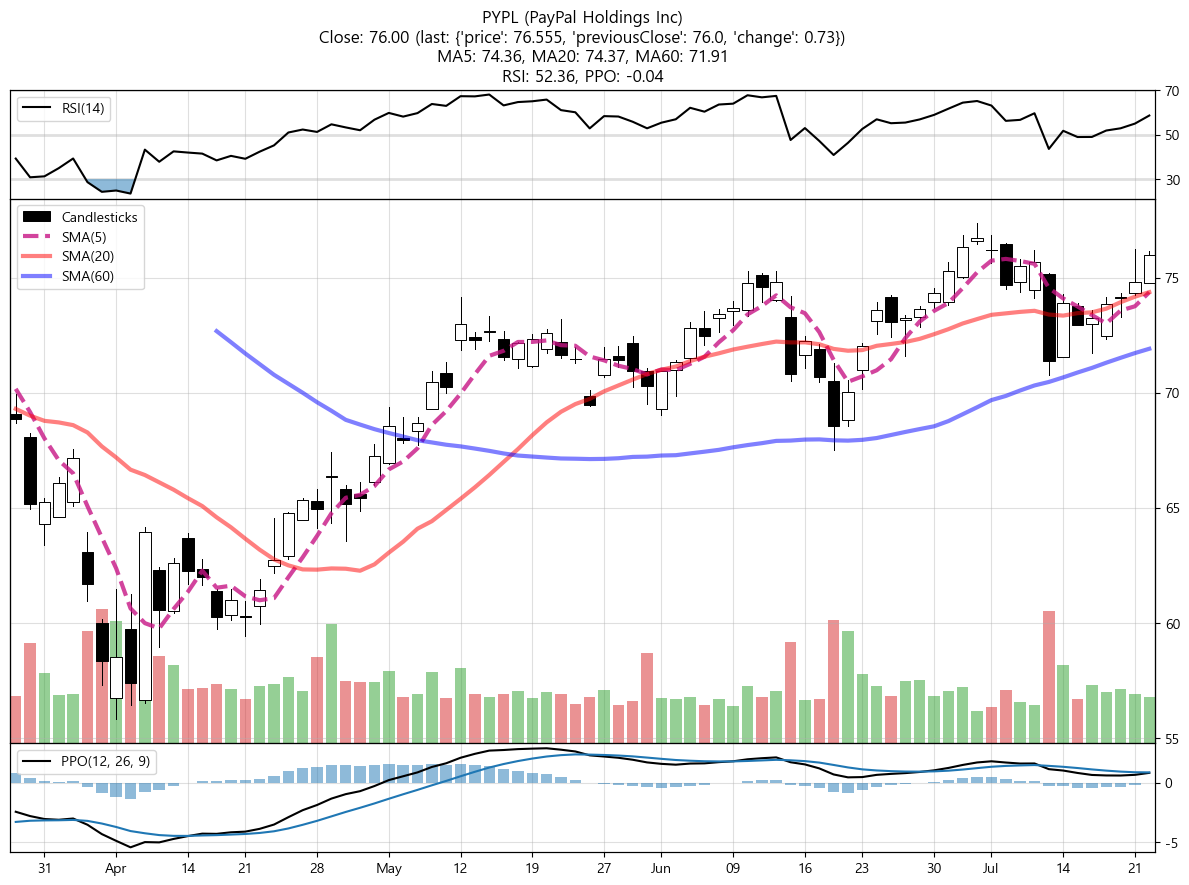 PYPL (PayPal Holdings Inc)
Close: 76.00 (last: {'price': 76.555, 'previousClose': 76.0, 'change': 0.73})
MA5: 74.36, MA20: 74.37, MA60: 71.91
RSI: 52.36, PPO: -0.04
RSI(14)
70
50
30
Candlesticks
SMA(5)
SMA(20)
SMA(60)
75
70
65
60
55
PPO(12, 26, 9)
0
-5
31 Apr 14 21 28 May 12 19 27 Jun 09 16 23 30 Jul 14 21